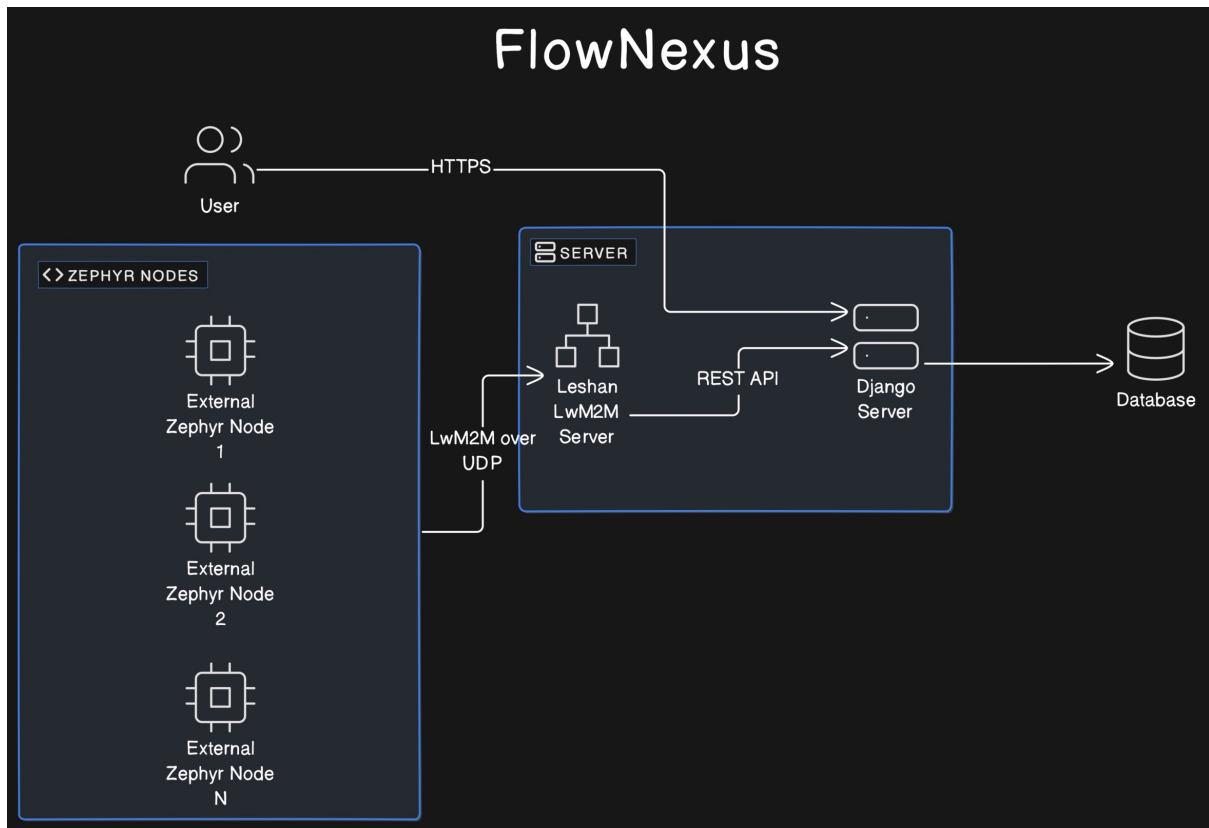 FlowNexus
HTTPS
User
SERVER
<> ZEPHYR NODES
External
Zephyr Node
1
LwM2M over
UDP
Leshan
LwM2M
Server
REST API
Django
Server
Database
External
Zephyr Node
2
External
Zephyr Node
N